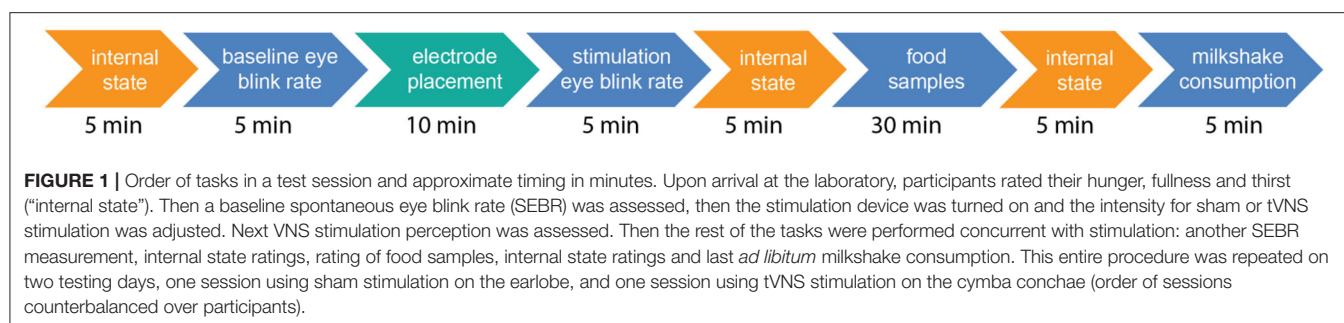 internal state
baseline eye blink rate
electrode placement
stimulation eye blink rate
internal state
food samples
internal state
milkshake consumption
5 min
5 min
10 min
5 min
5 min
30 min
5 min
5 min
FIGURE 1 | Order of tasks in a test session and approximate timing in minutes. Upon arrival at the laboratory, participants rated their hunger, fullness and thirst
(“internal state”). Then a baseline spontaneous eye blink rate (SEBR) was assessed, then the stimulation device was turned on and the intensity for sham or tVNS
stimulation was adjusted. Next VNS stimulation perception was assessed. Then the rest of the tasks were performed concurrent with stimulation: another SEBR
measurement, internal state ratings, rating of food samples, internal state ratings and last ad libitum milkshake consumption. This entire procedure was repeated on
two testing days, one session using sham stimulation on the earlobe, and one session using tVNS stimulation on the cymba conchae (order of sessions
counterbalanced over participants).